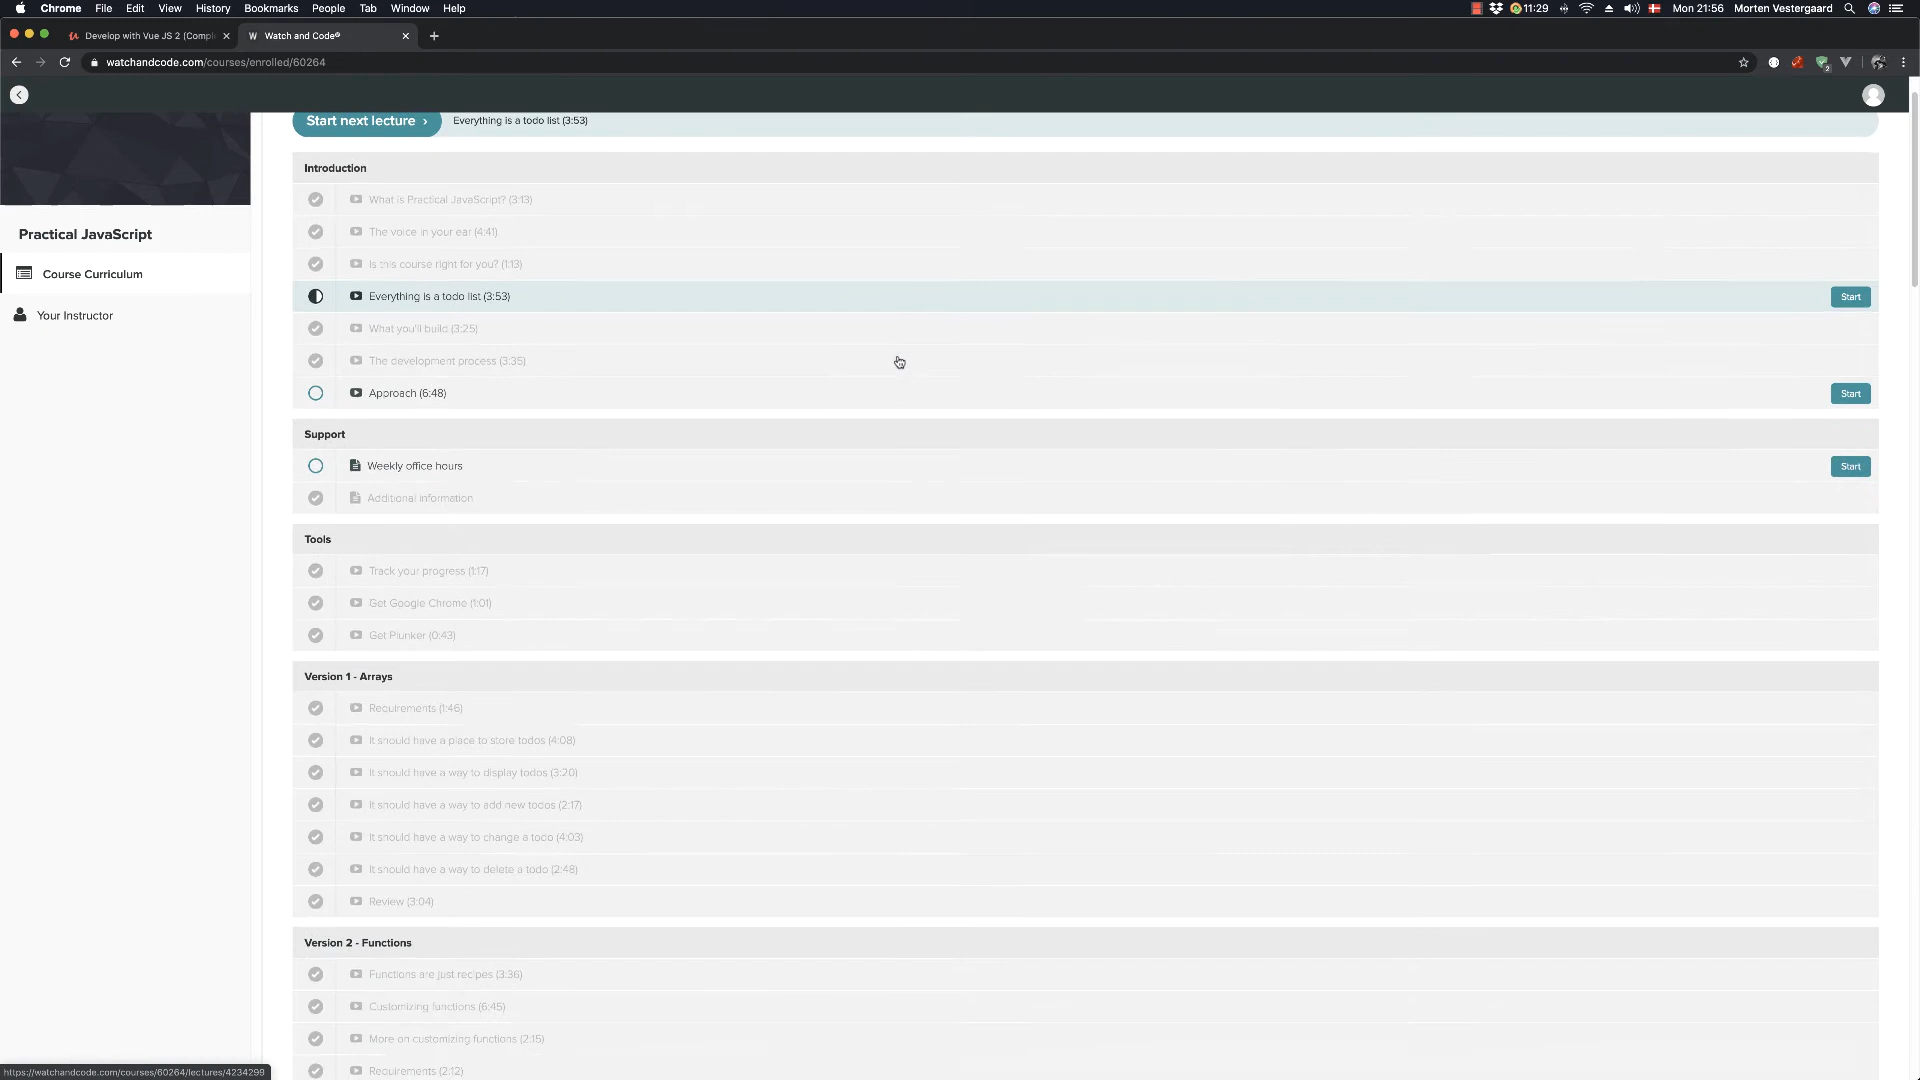 Chrome File Edit View History Bookmarks People Tab Window Help
11:29 Mon 21:56 Morten Vestergaard
Develop with Vue JS 2 (Compl
W Watch and Code®
watchandcode.com/courses/enrolled/60264
Start next lecture › Everything is a todo list (3:53)
Practical JavaScript
Course Curriculum
Your Instructor
Introduction
What is Practical JavaScript? (3:13)
The voice in your ear (4:41)
Is this course right for you? (1:13)
Everything is a todo list (3:53) Start
What you'll build (3:25)
The development process (3:35)
Approach (6:48) Start
Support
Weekly office hours Start
Additional information
Tools
Track your progress (1:17)
Get Google Chrome (1:01)
Get Plunker (0:43)
Version 1 - Arrays
Requirements (1:46)
It should have a place to store todos (4:08)
It should have a way to display todos (3:20)
It should have a way to add new todos (2:17)
It should have a way to change a todo (4:03)
It should have a way to delete a todo (2:48)
Review (3:04)
Version 2 - Functions
Functions are just recipes (3:36)
Customizing functions (6:45)
More on customizing functions (2:15)
Requirements (2:12)
https://watchandcode.com/courses/60264/lectures/4234299